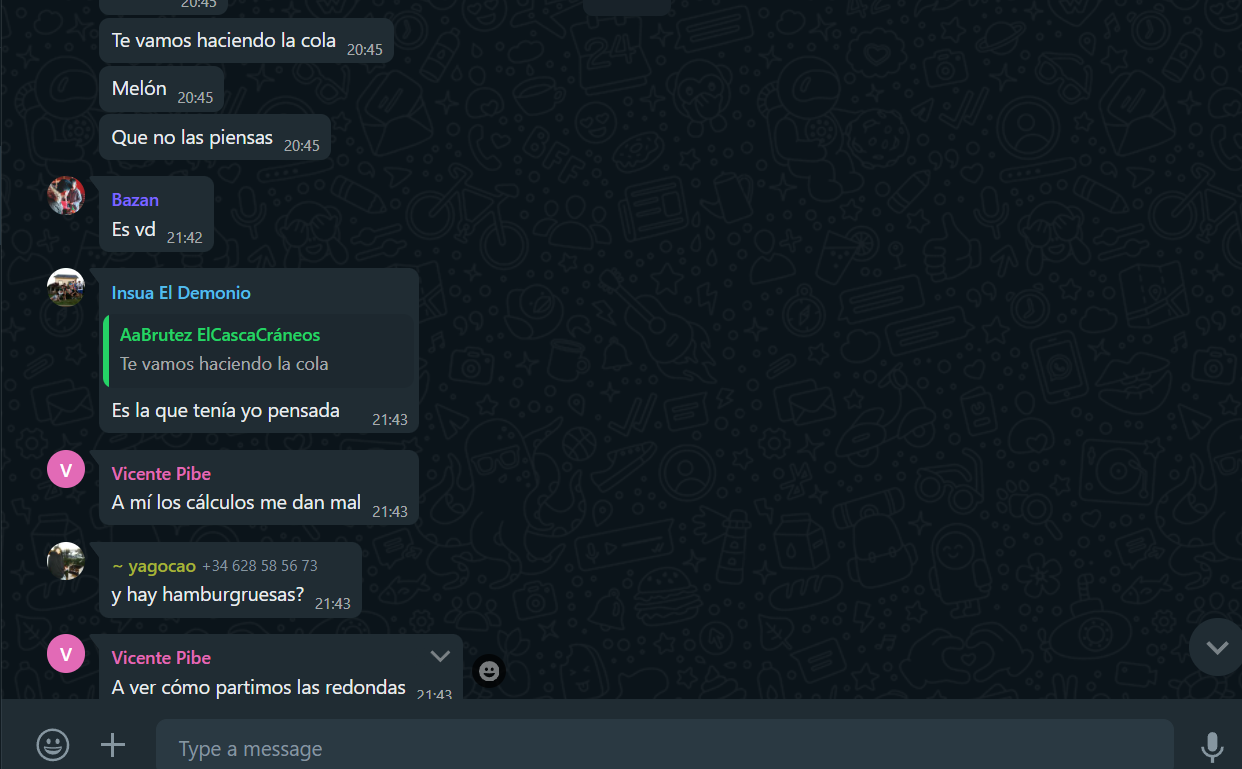 20:45
Te vamos haciendo la cola 20:45
Melón 20:45
Que no las piensas 20:45
Bazan
Es vd 21:42
Insua El Demonio
AaBrutez ElCascaCráneos
Te vamos haciendo la cola
Es la que tenía yo pensada 21:43
V
Vicente Pibe
A mí los cálculos me dan mal 21:43
~ yagocao +34 628 58 56 73
y hay hamburgruesas? 21:43
V
Vicente Pibe
A ver cómo partimos las redondas 21:43
Type a message